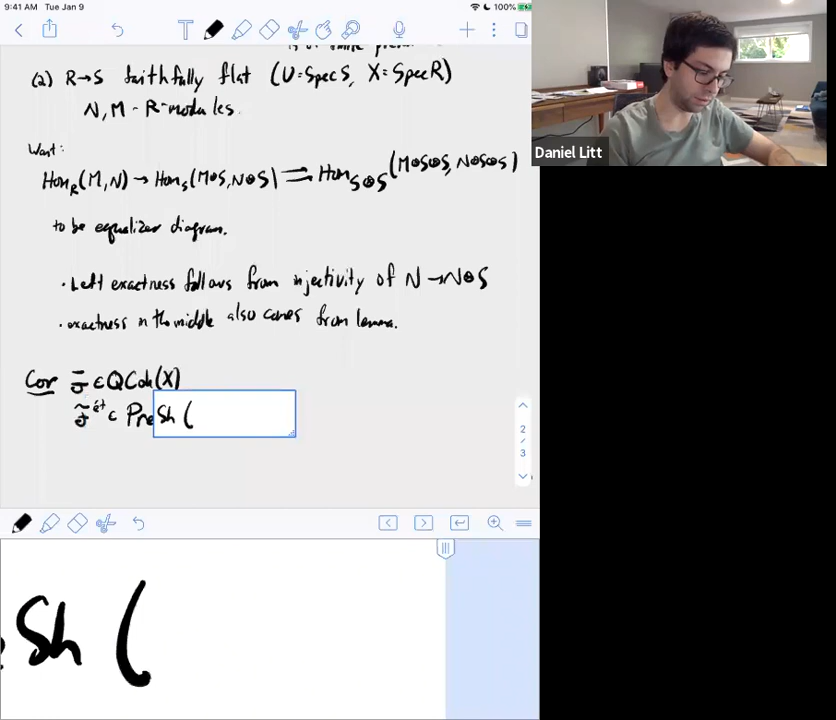 9:41 AM Tue Jan 9
100%
(2) R→S faithfully flat (U=Spec S, X=Spec R)
N, M - R-modules.
Want:
Hom_R(M,N) → Hom_S(M⊗S, N⊗S) ⇉ Hom_{S⊗S}(M⊗S⊗S, N⊗S⊗S)
to be equalizer diagram.
· Left exactness follows from injectivity of N→N⊗S
· exactness in the middle also comes from lemma.
Cor F ∈ QCoh(X)
F^ét ∈ PreSh (
2
/
3
Sh (
Daniel Litt